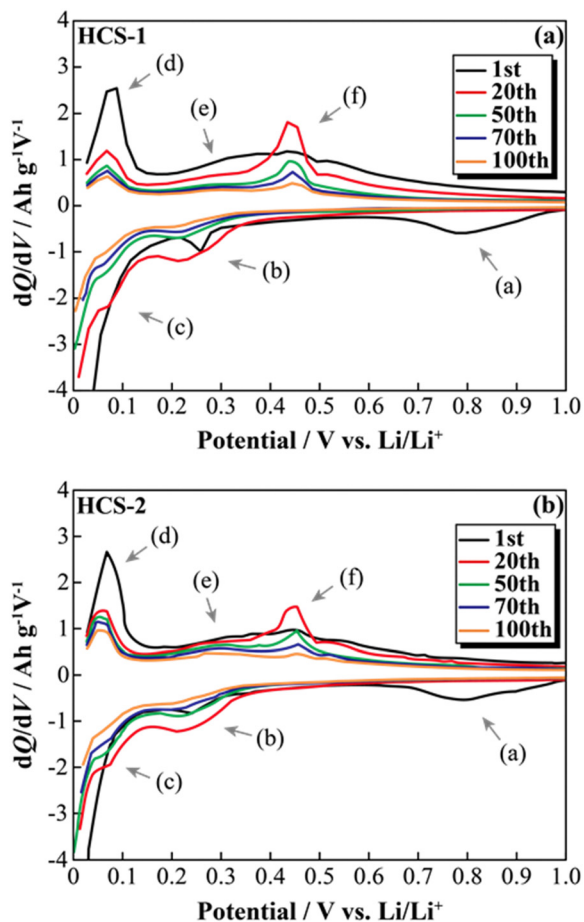 HCS-1
(a)
(d)
(e)
(f)
1st
20th
50th
70th
100th
4
3
2
1
0
-1
-2
-3
-4
dQ/dV / Ah g⁻¹V⁻¹
(b)
(a)
(c)
0 0.1 0.2 0.3 0.4 0.5 0.6 0.7 0.8 0.9 1.0
Potential / V vs. Li/Li⁺
HCS-2
(b)
(d)
(e)
(f)
1st
20th
50th
70th
100th
4
3
2
1
0
-1
-2
-3
-4
dQ/dV / Ah g⁻¹V⁻¹
(b)
(a)
(c)
0 0.1 0.2 0.3 0.4 0.5 0.6 0.7 0.8 0.9 1.0
Potential / V vs. Li/Li⁺